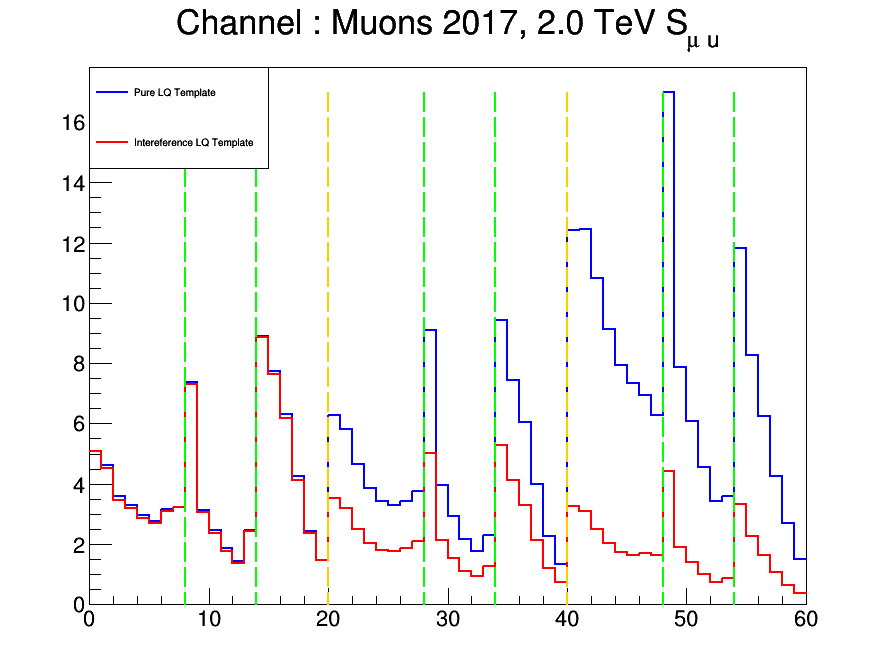 Channel : Muons 2017, 2.0 TeV S μ u
Pure LQ Template
Intereference LQ Template
16
14
12
10
8
6
4
2
0
0 10 20 30 40 50 60